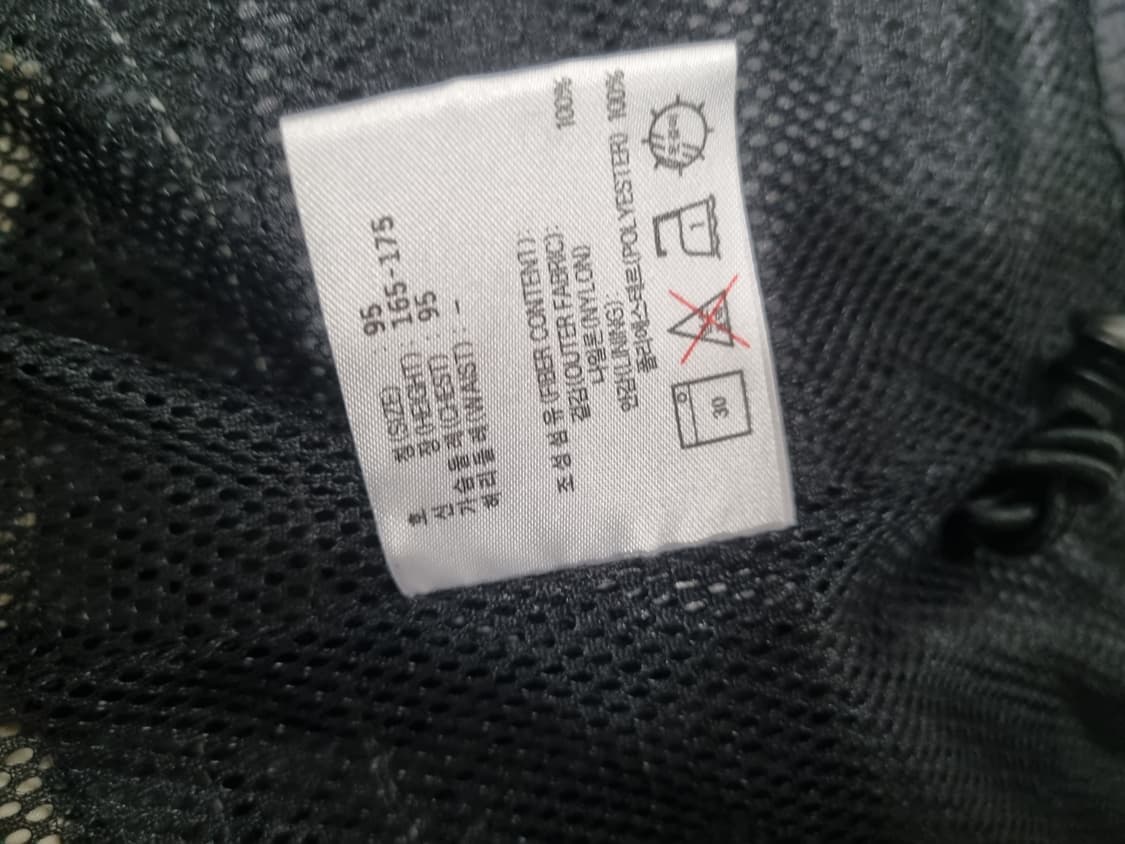 호 칭(SIZE) : 95
신 장(HEIGHT) : 165-175
가슴둘레(CHEST) : 95
허리둘레(WAIST) : -
조성섬유(FIBER CONTENT):
겉감(OUTER FABRIC):
나일론(NYLON) 100%
안감(LINING)
폴리에스테르(POLYESTER) 100%
30
1